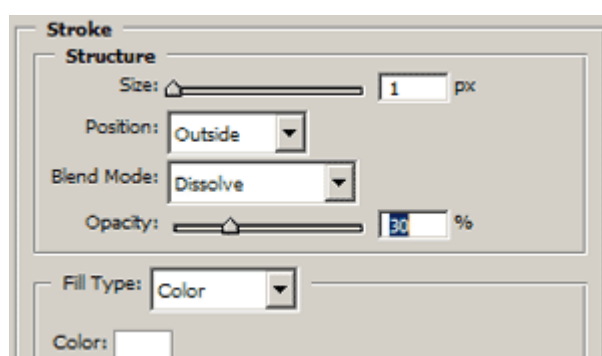 Stroke
Structure
Size: 1 px
Position: Outside
Blend Mode: Dissolve
Opacity: 30 %
Fill Type: Color
Color: